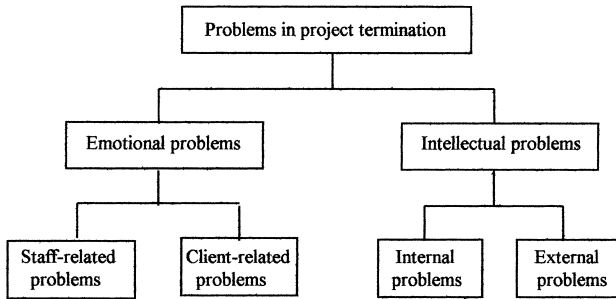 Problems in project termination
Emotional problems
Intellectual problems
Staff-related
problems
Client-related
problems
Internal
problems
External
problems